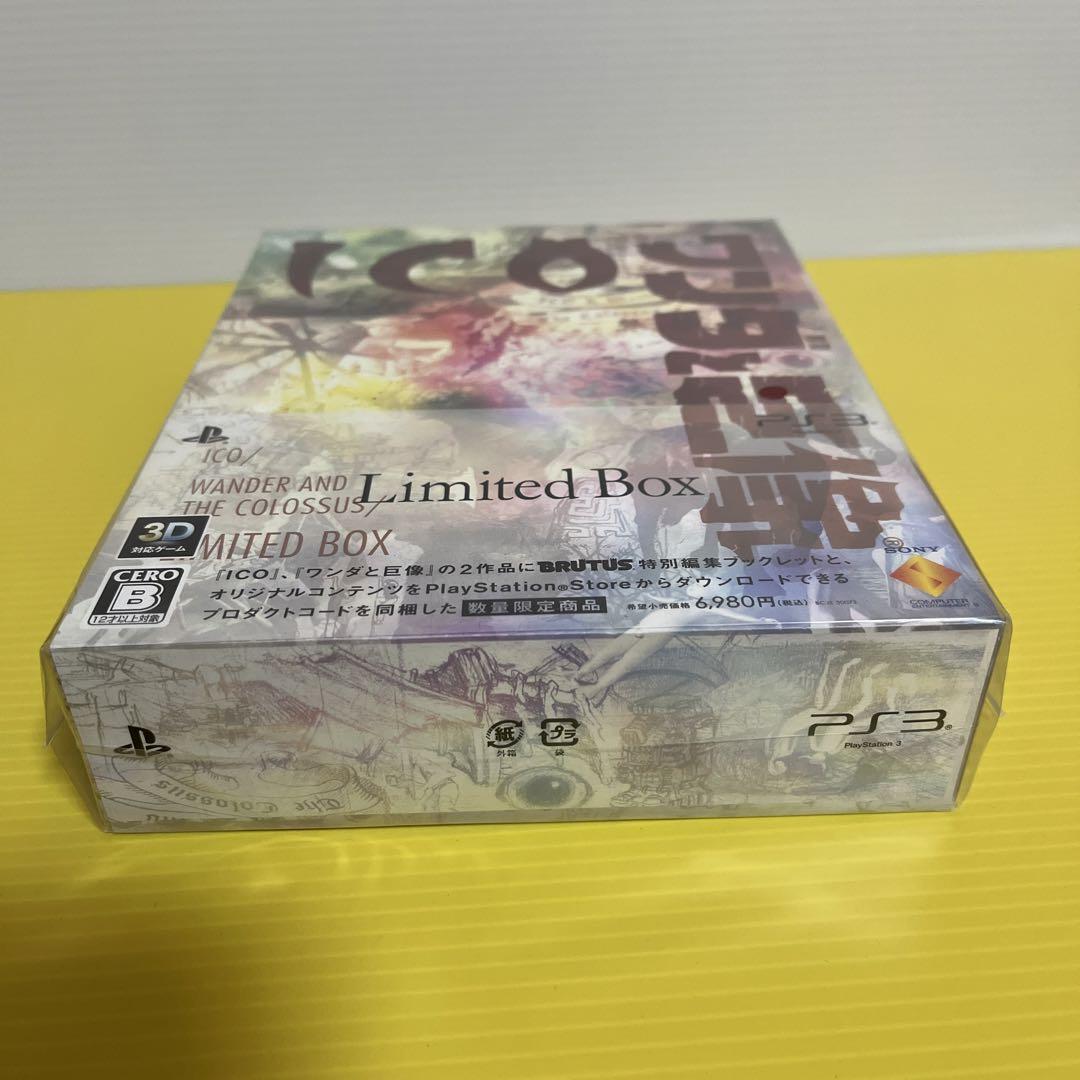 ICO
ワンダと巨像
PS3
ICO/
WANDER AND
THE COLOSSUS/
MITED BOX
Limited Box
3D
対応ゲーム
CERO
B
12才以上対象
『ICO』、『ワンダと巨像』の2作品にBRUTUS特別編集ブックレットと、
オリジナルコンテンツをPlayStation®Storeからダウンロードできる
プロダクトコードを同梱した 数量限定商品 希望小売価格 6,980円(税込)
®
SONY
COMPUTER
ENTERTAINMENT
紙
外箱
プラ
袋
PS3®
PlayStation 3
The Colossus